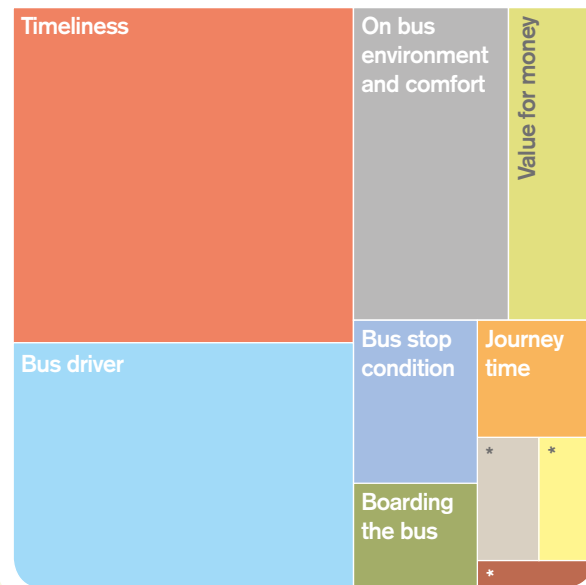 Timeliness
On bus
environment
and comfort
Value for money
Bus driver
Bus stop
condition
Journey
time
*
*
Boarding
the bus
*